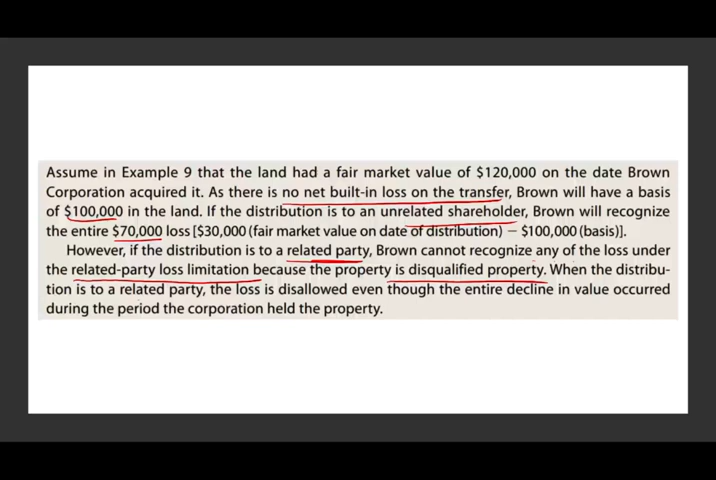 Assume in Example 9 that the land had a fair market value of $120,000 on the date Brown
Corporation acquired it. As there is no net built-in loss on the transfer, Brown will have a basis
of $100,000 in the land. If the distribution is to an unrelated shareholder, Brown will recognize
the entire $70,000 loss [$30,000 (fair market value on date of distribution) − $100,000 (basis)].
However, if the distribution is to a related party, Brown cannot recognize any of the loss under
the related-party loss limitation because the property is disqualified property. When the distribu-
tion is to a related party, the loss is disallowed even though the entire decline in value occurred
during the period the corporation held the property.